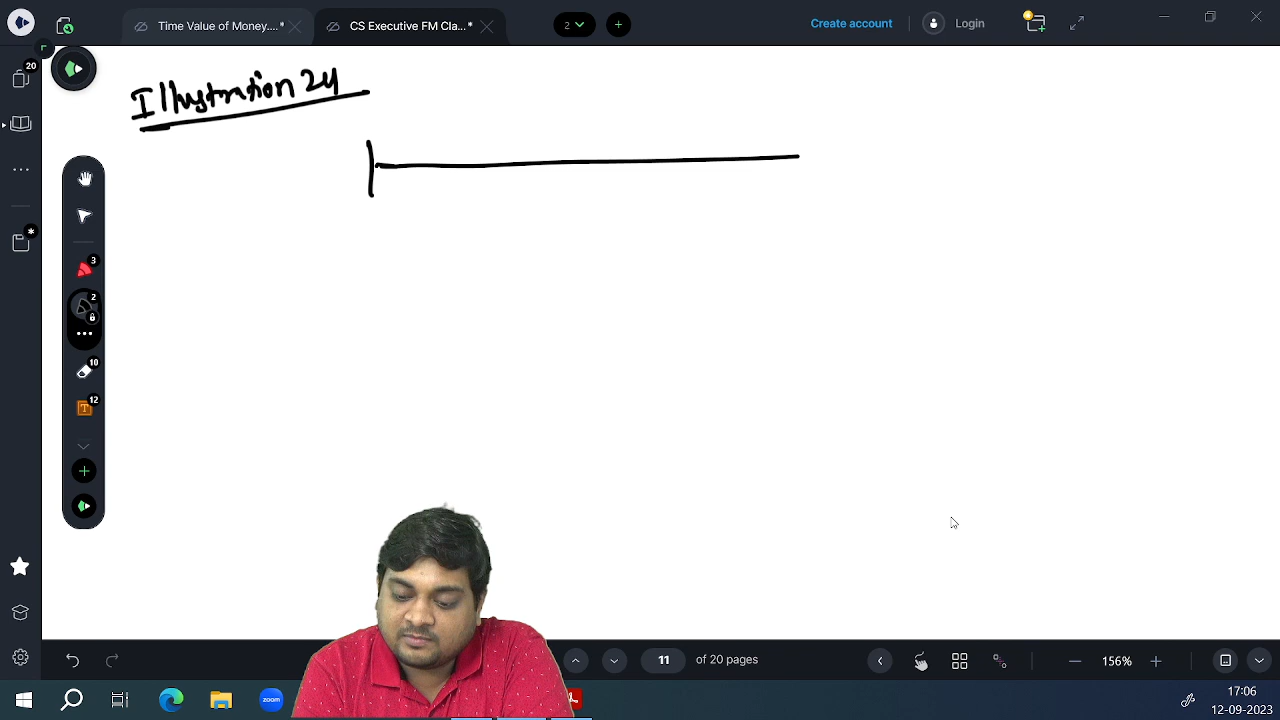 Time Value of Money....*
CS Executive FM Cla...*
2
Create account
Login
20
Illustration 24
*
3
2
10
12
T
11
of 20 pages
156%
zoom
17:06
12-09-2023